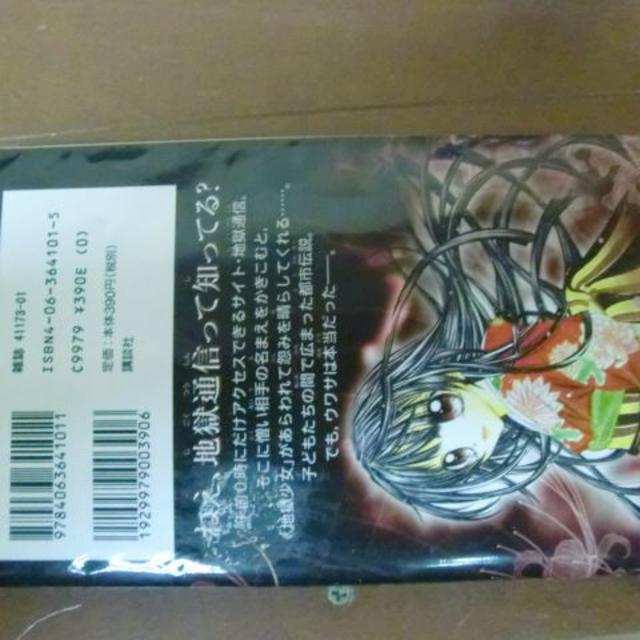 ねえ、地獄通信って知ってる?
深夜0時にだけアクセスできるサイト・地獄通信。
そこに憎い相手の名まえをかきこむと、
《地獄少女》があらわれて怨みを晴らしてくれる……。
子どもたちの間で広まった都市伝説。
でも、ウワサは本当だった――。
雑誌 41173-01
ISBN4-06-364101-5
C9979 ¥390E (0)
定価:本体390円(税別)
講談社
9784063641011
1929979003906